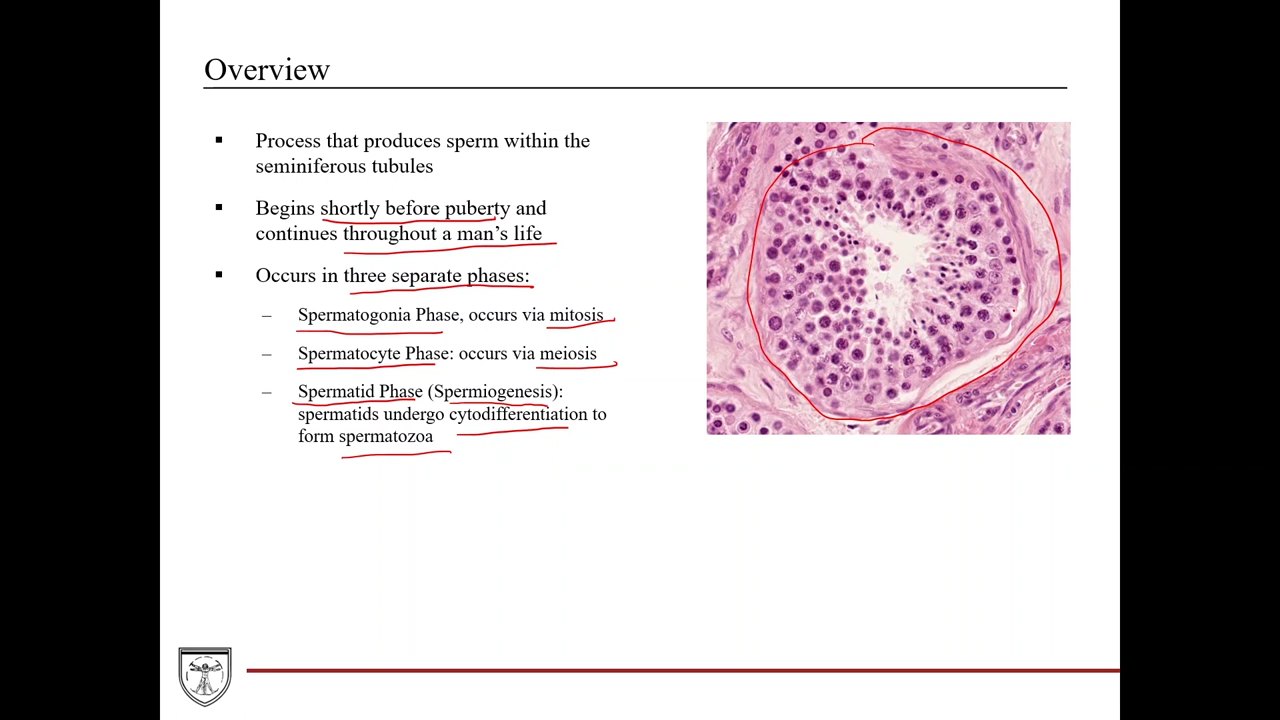 Overview
▪ Process that produces sperm within the
seminiferous tubules
▪ Begins shortly before puberty and
continues throughout a man’s life
▪ Occurs in three separate phases:
– Spermatogonia Phase, occurs via mitosis
– Spermatocyte Phase: occurs via meiosis
– Spermatid Phase (Spermiogenesis):
spermatids undergo cytodifferentiation to
form spermatozoa